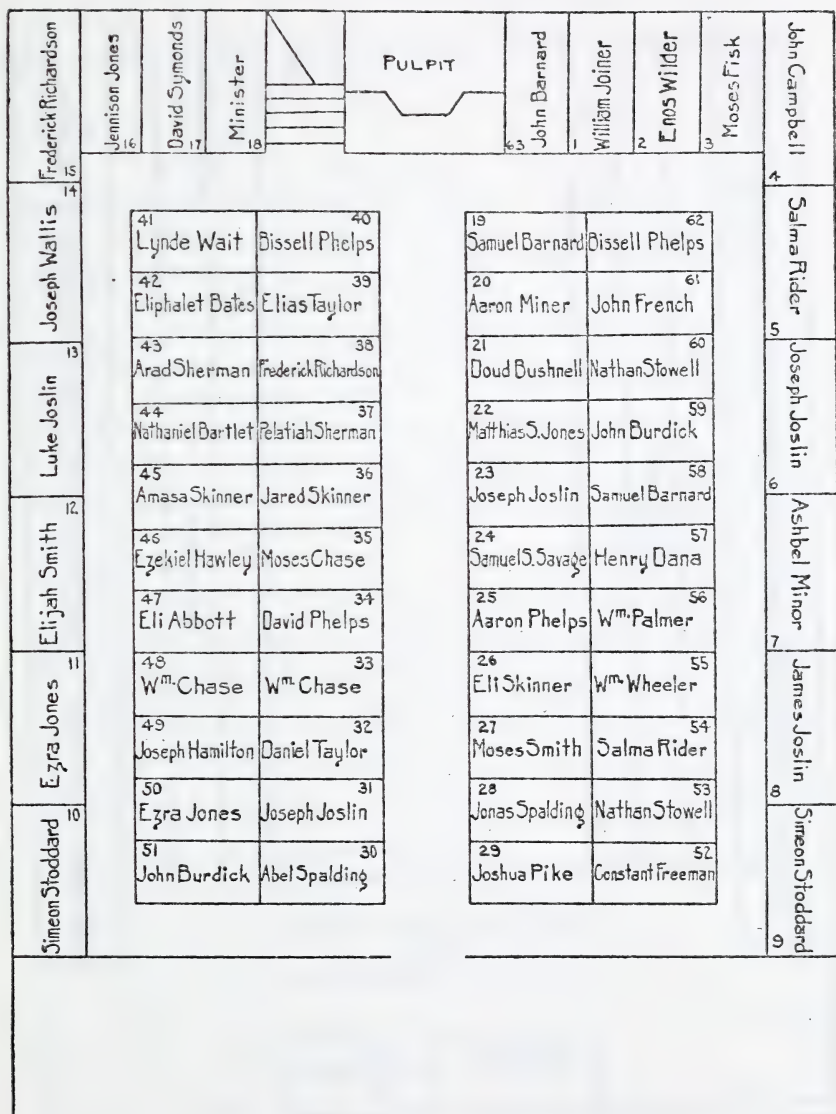 Frederick Richardson
15
Jennison Jones
16
David Symonds
17
Minister
18
PULPIT
63
John Barnard
1
William Joiner
2
Enos Wilder
3
Moses Fisk
4
John Campbell
14
Joseph Wallis
13
Luke Joslin
12
Elijah Smith
11
Ezra Jones
10
Simeon Stoddard
41 40
Lynde Wait Bissell Phelps
42 39
Eliphalet Bates Elias Taylor
43 38
Arad Sherman Frederick Richardson
44 37
Nathaniel Bartlet Pelatiah Sherman
45 36
Amasa Skinner Jared Skinner
46 35
Ezekiel Hawley Moses Chase
47 34
Eli Abbott David Phelps
48 33
Wm. Chase Wm. Chase
49 32
Joseph Hamilton Daniel Taylor
50 31
Ezra Jones Joseph Joslin
51 30
John Burdick Abel Spalding
19 62
Samuel Barnard Bissell Phelps
20 61
Aaron Miner John French
21 60
Doud Bushnell Nathan Stowell
22 59
Matthias S. Jones John Burdick
23 58
Joseph Joslin Samuel Barnard
24 57
Samuel S. Savage Henry Dana
25 56
Aaron Phelps Wm. Palmer
26 55
Eli Skinner Wm. Wheeler
27 54
Moses Smith Salma Rider
28 53
Jonas Spalding Nathan Stowell
29 52
Joshua Pike Constant Freeman
Salma Rider
5
Joseph Joslin
6
Ashbel Minor
7
James Joslin
8
Simeon Stoddard
9